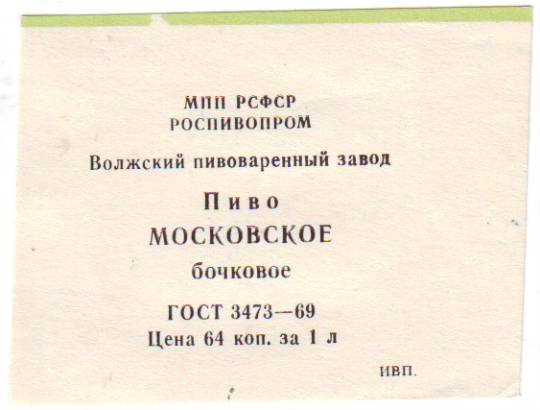 МПП РСФСР
РОСПИВОПРОМ
Волжский пивоваренный завод
Пиво
МОСКОВСКОЕ
бочковое
ГОСТ 3473—69
Цена 64 коп. за 1 л
ИВП.